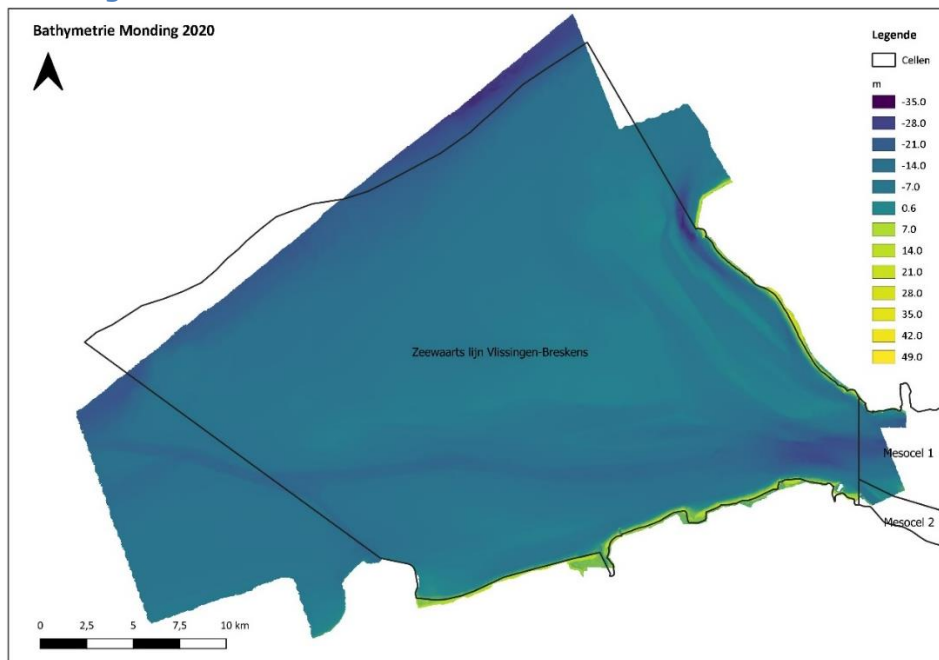 Bathymetrie Monding 2020
Legende
Cellen
m
-35.0
-28.0
-21.0
-14.0
-7.0
0.6
7.0
14.0
21.0
28.0
35.0
42.0
49.0
Zeewaarts lijn Vlissingen-Breskens
Mesocel 1
Mesocel 2
0 2,5 5 7,5 10 km